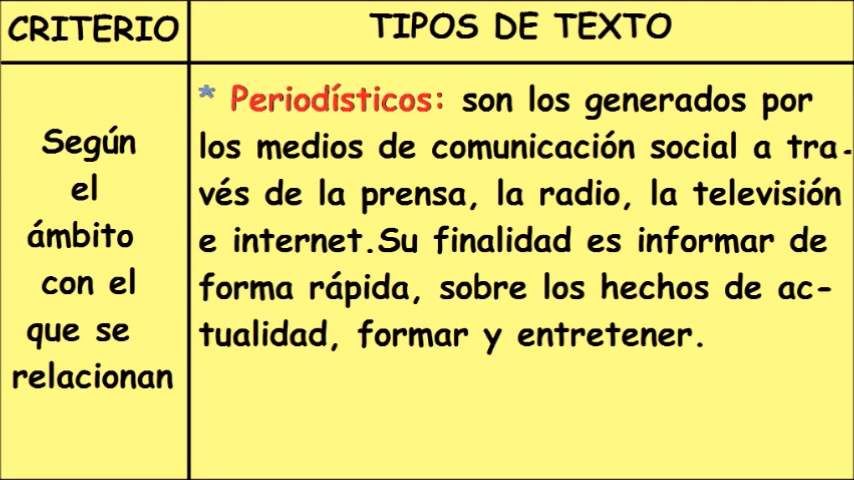 CRITERIO
TIPOS DE TEXTO
Según
el
ámbito
con el
que se
relacionan
* Periodísticos: son los generados por
los medios de comunicación social a tra-
vés de la prensa, la radio, la televisión
e internet.Su finalidad es informar de
forma rápida, sobre los hechos de ac-
tualidad, formar y entretener.